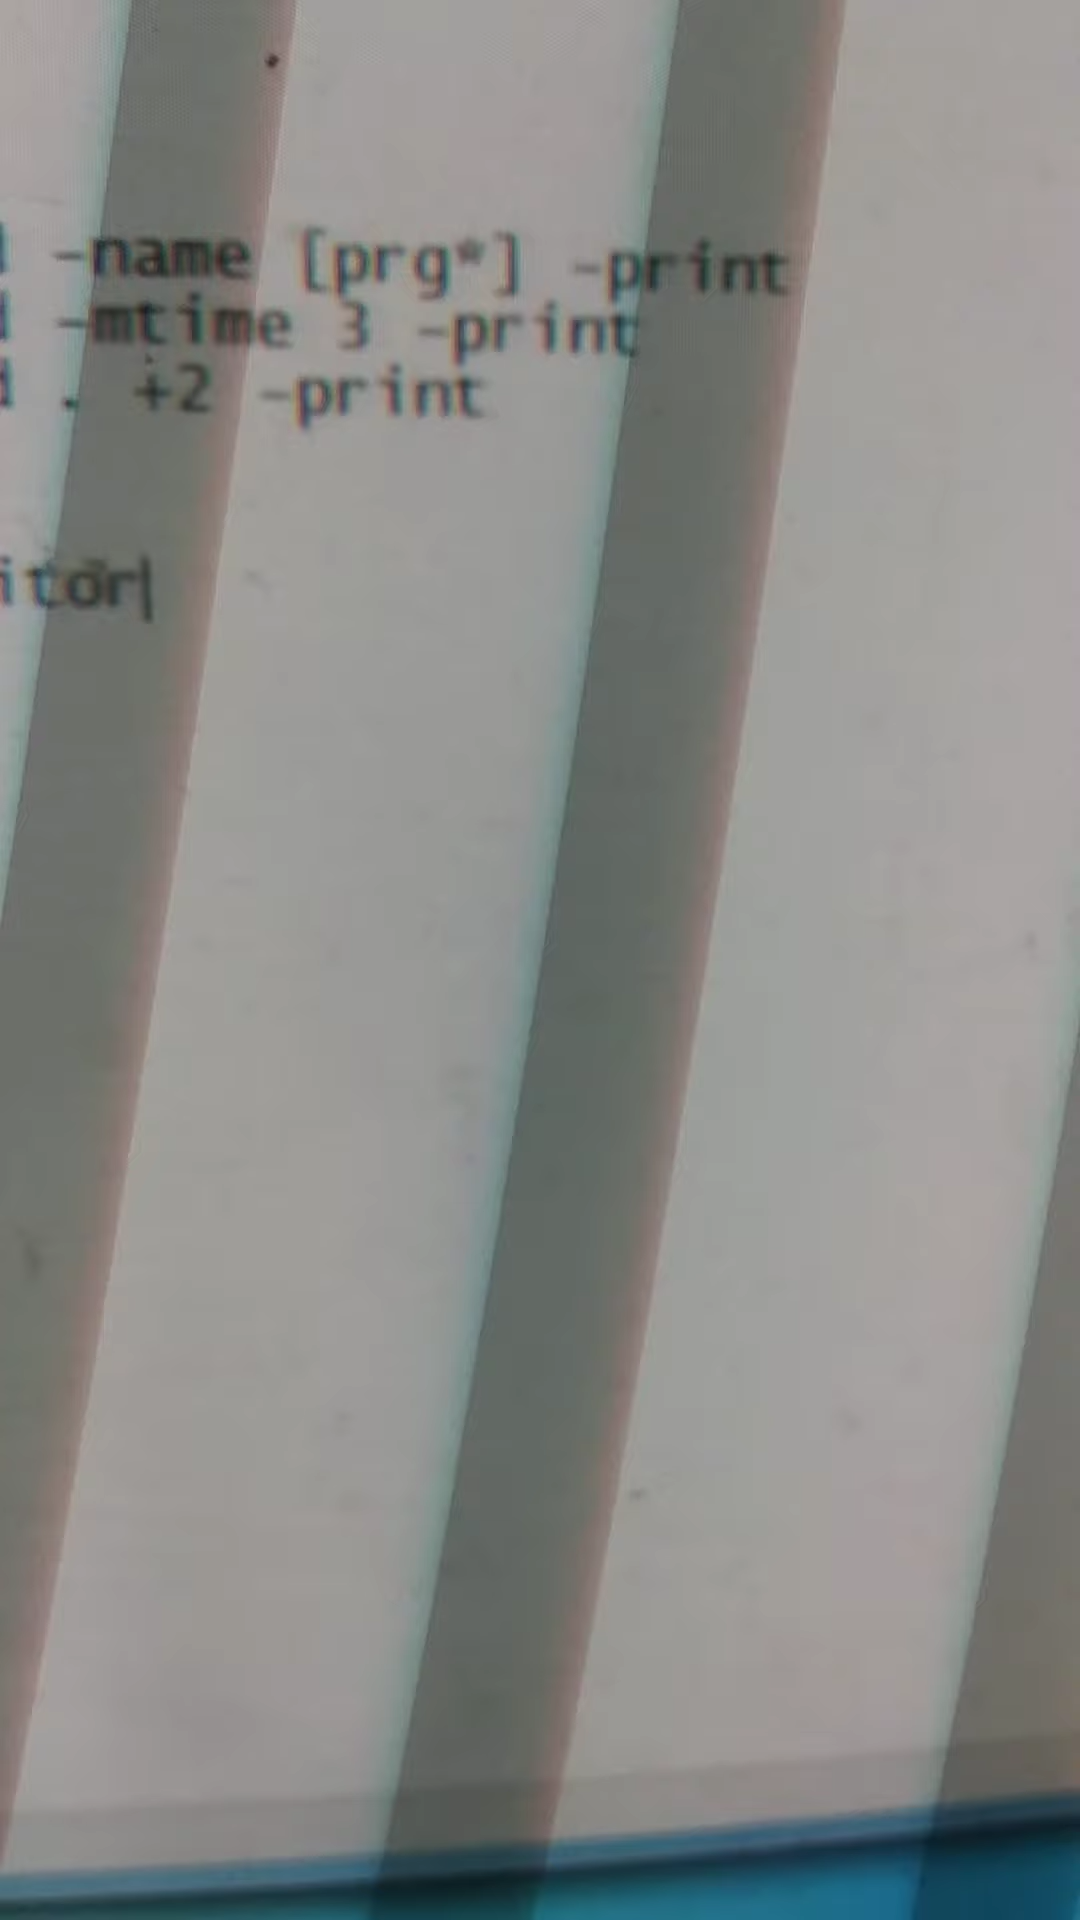 d -name [prg*] -print
d -mtime 3 -print
d . +2 -print
itor